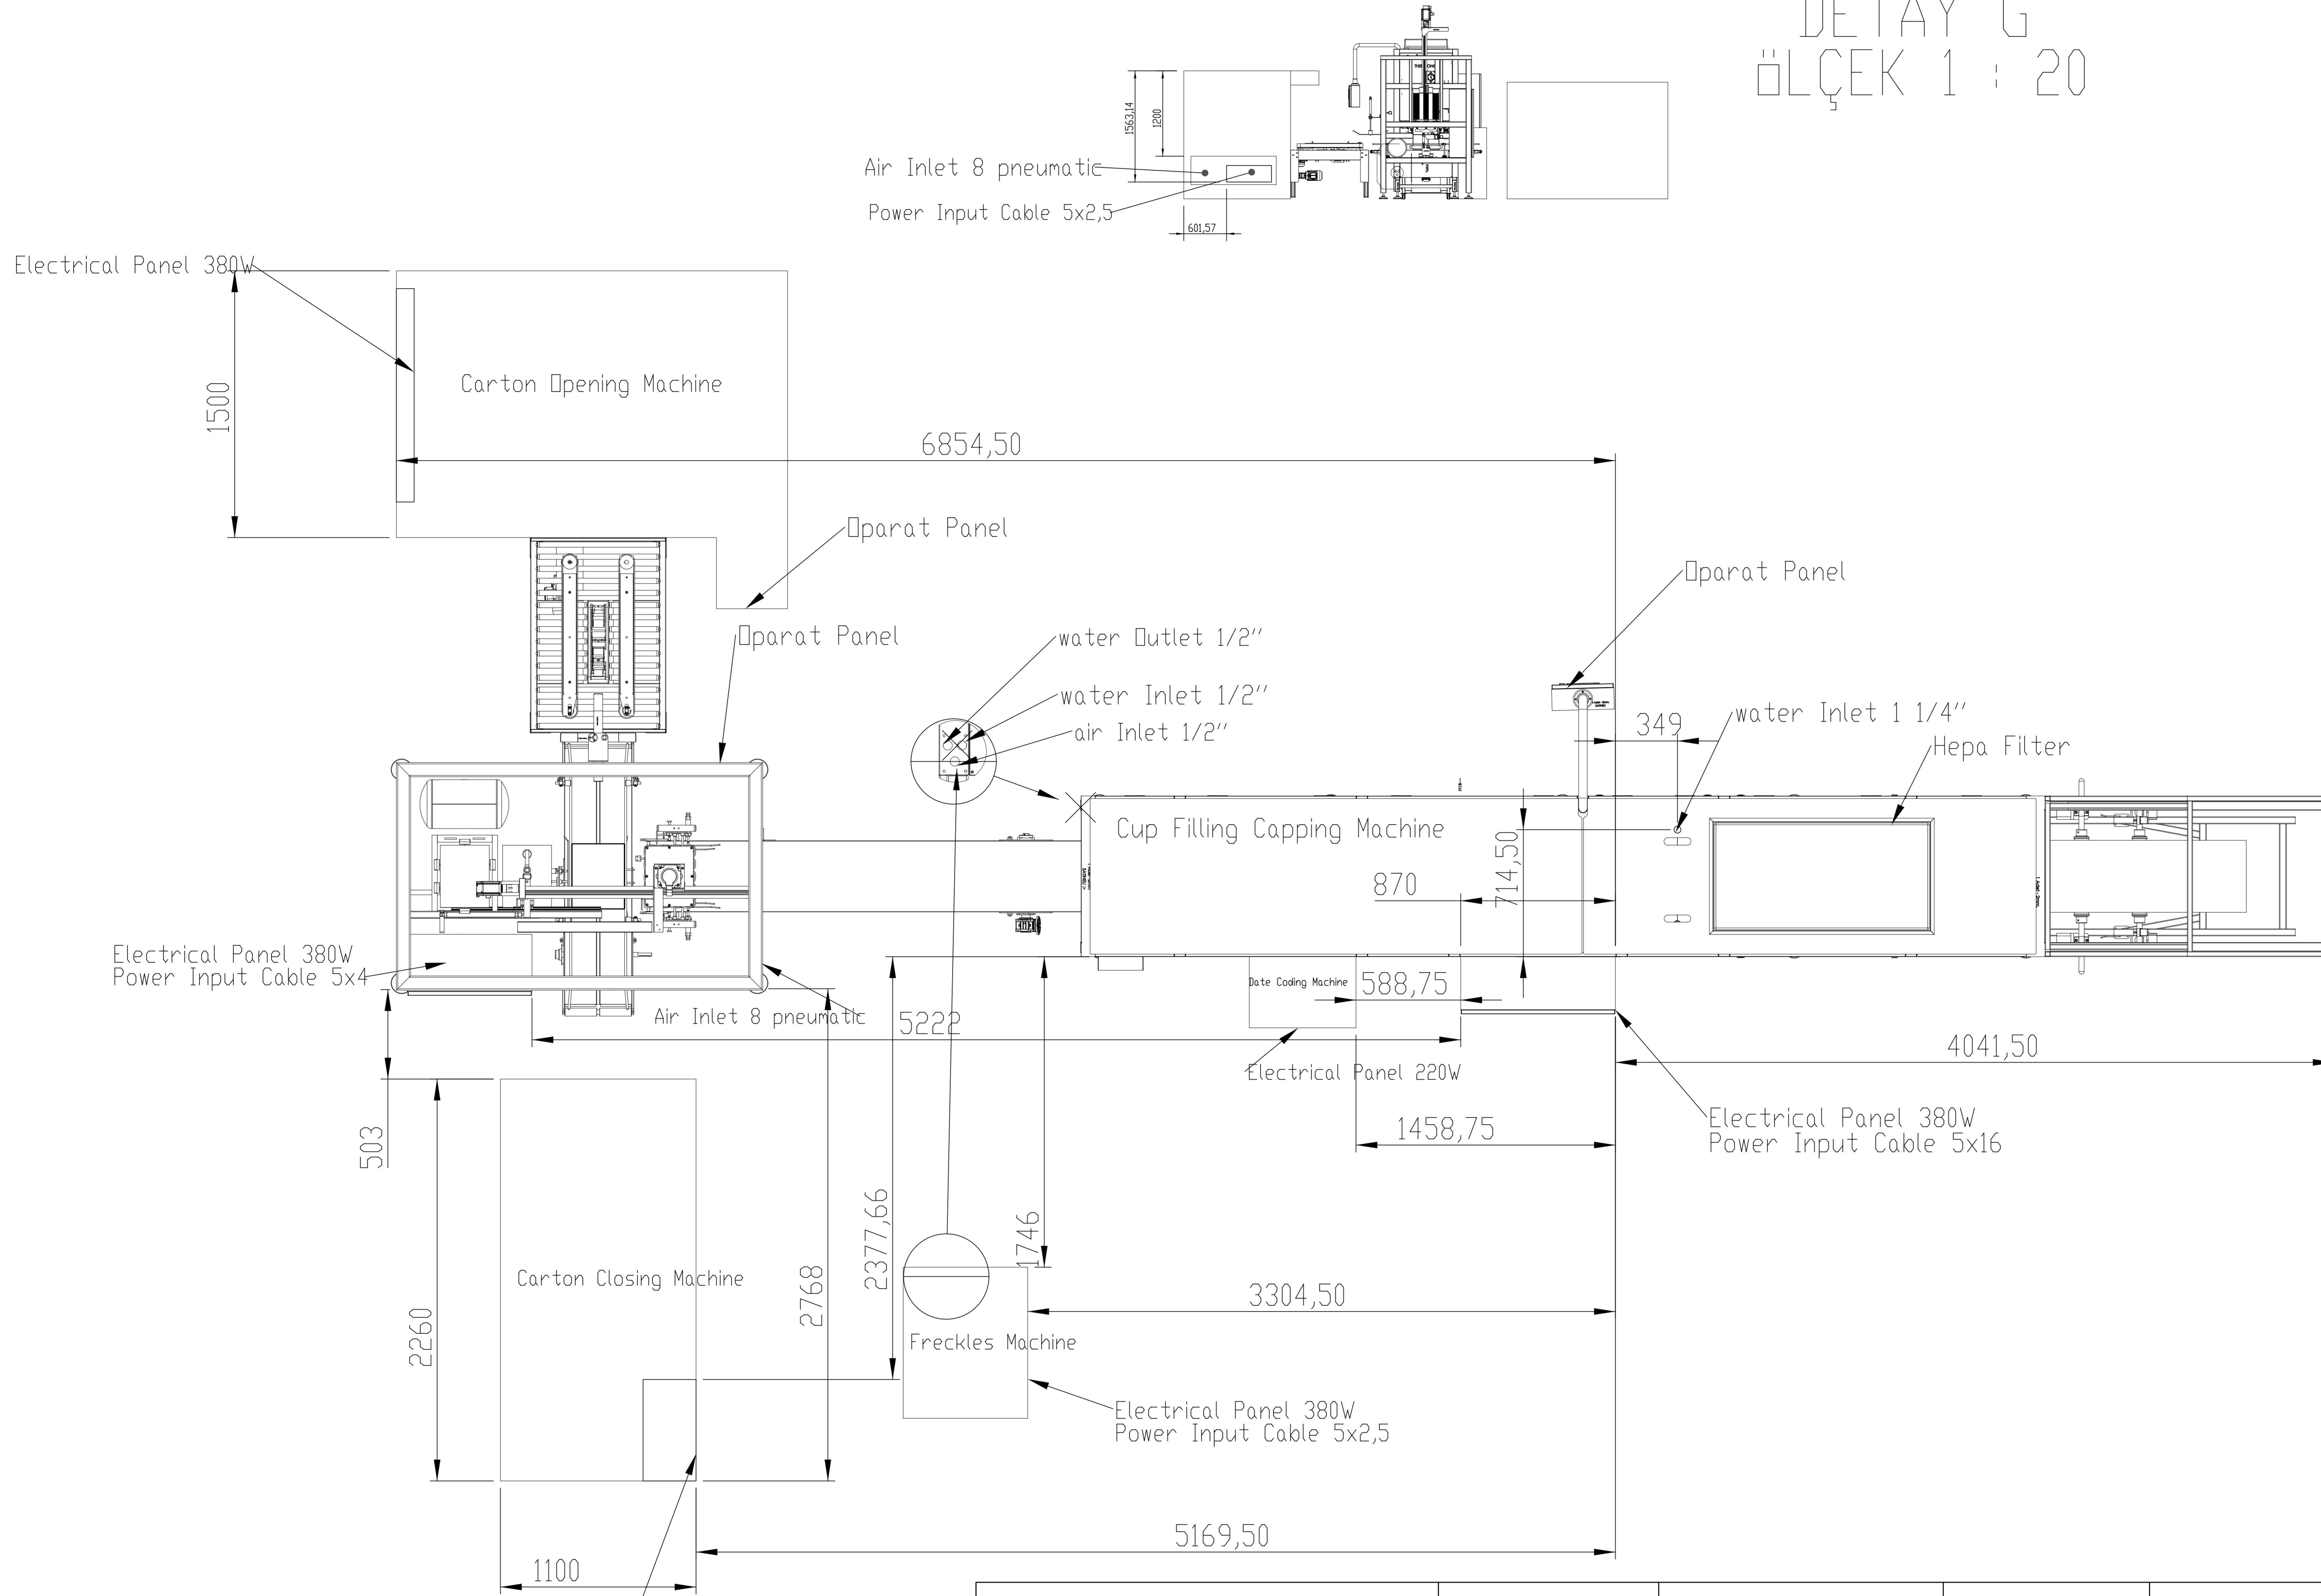 DETAY G
ÖLÇEK 1 : 20
1563,14
1200
Air Inlet 8 pneumatic
Power Input Cable 5x2,5
601,57
Electrical Panel 380W
1500
Carton Opening Machine
6854,50
Oparat Panel
Oparat Panel
Oparat Panel
water Outlet 1/2''
water Inlet 1/2''
air Inlet 1/2''
349
water Inlet 1 1/4''
Hepa Filter
Cup Filling Capping Machine
714,50
870
Electrical Panel 380W
Power Input Cable 5x4
Air Inlet 8 pneumatic
5222
Date Coding Machine
588,75
Electrical Panel 220W
4041,50
503
1458,75
Electrical Panel 380W
Power Input Cable 5x16
2377,66
1746
Carton Closing Machine
2768
3304,50
2260
Freckles Machine
Electrical Panel 380W
Power Input Cable 5x2,5
5169,50
1100